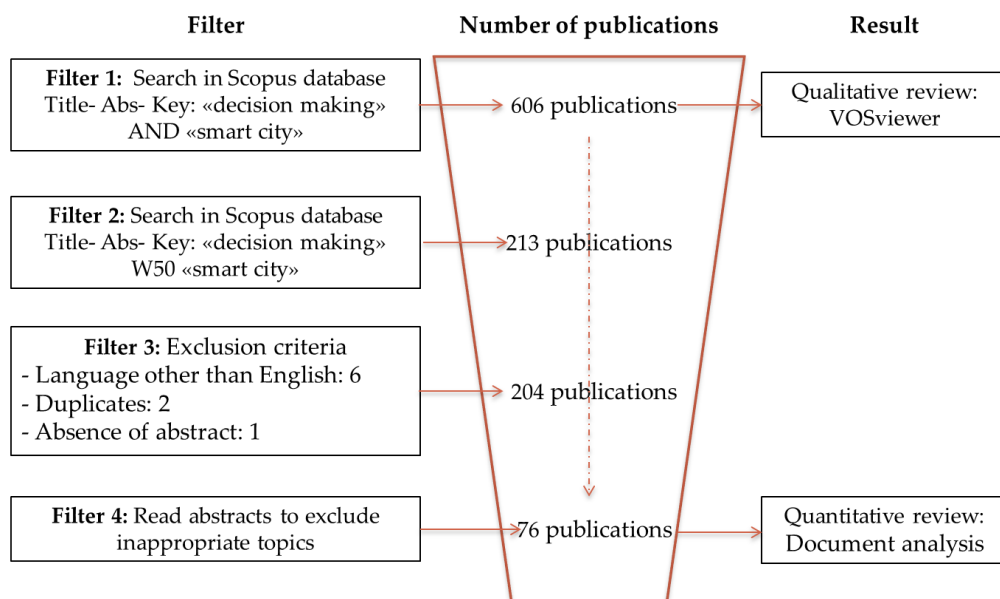 Filter
Number of publications
Result
Filter 1: Search in Scopus database
Title- Abs- Key: «decision making»
AND «smart city»
606 publications
Qualitative review:
VOSviewer
Filter 2: Search in Scopus database
Title- Abs- Key: «decision making»
W50 «smart city»
213 publications
Filter 3: Exclusion criteria
- Language other than English: 6
- Duplicates: 2
- Absence of abstract: 1
204 publications
Filter 4: Read abstracts to exclude
inappropriate topics
76 publications
Quantitative review:
Document analysis